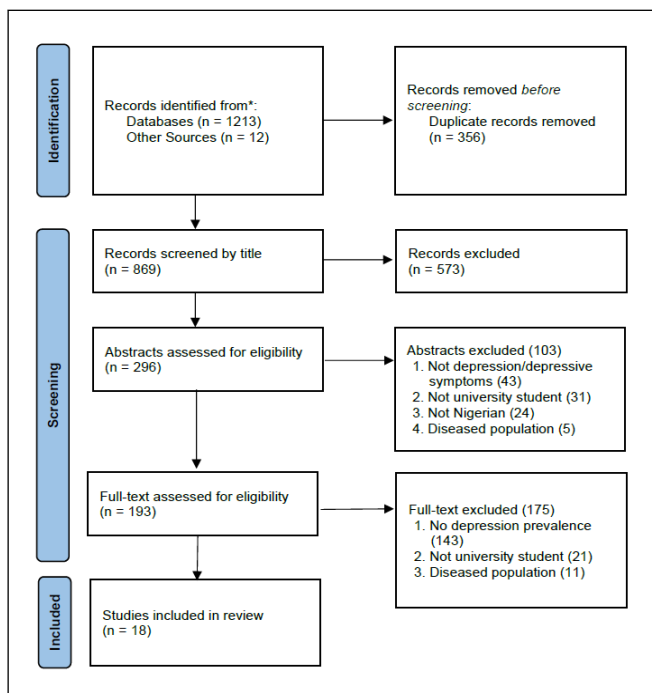 Identification
Records identified from*:
Databases (n = 1213)
Other Sources (n = 12)
Records removed before
screening:
Duplicate records removed
(n = 356)
Screening
Records screened by title
(n = 869)
Records excluded
(n = 573)
Abstracts assessed for eligibility
(n = 296)
Abstracts excluded (103)
1. Not depression/depressive
symptoms (43)
2. Not university student (31)
3. Not Nigerian (24)
4. Diseased population (5)
Full-text assessed for eligibility
(n = 193)
Full-text excluded (175)
1. No depression prevalence
(143)
2. Not university student (21)
3. Diseased population (11)
Included
Studies included in review
(n = 18)